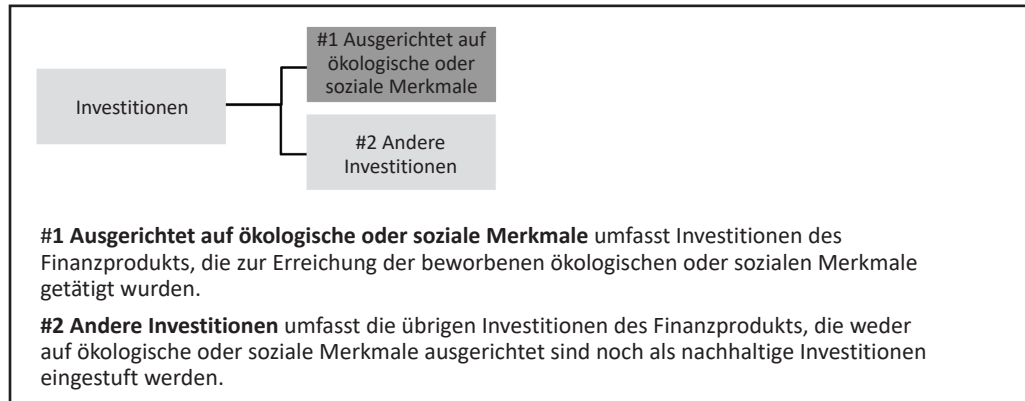 #1 Ausgerichtet auf
ökologische oder
soziale Merkmale
Investitionen
#2 Andere
Investitionen
#1 Ausgerichtet auf ökologische oder soziale Merkmale umfasst Investitionen des
Finanzprodukts, die zur Erreichung der beworbenen ökologischen oder sozialen Merkmale
getätigt wurden.
#2 Andere Investitionen umfasst die übrigen Investitionen des Finanzprodukts, die weder
auf ökologische oder soziale Merkmale ausgerichtet sind noch als nachhaltige Investitionen
eingestuft werden.